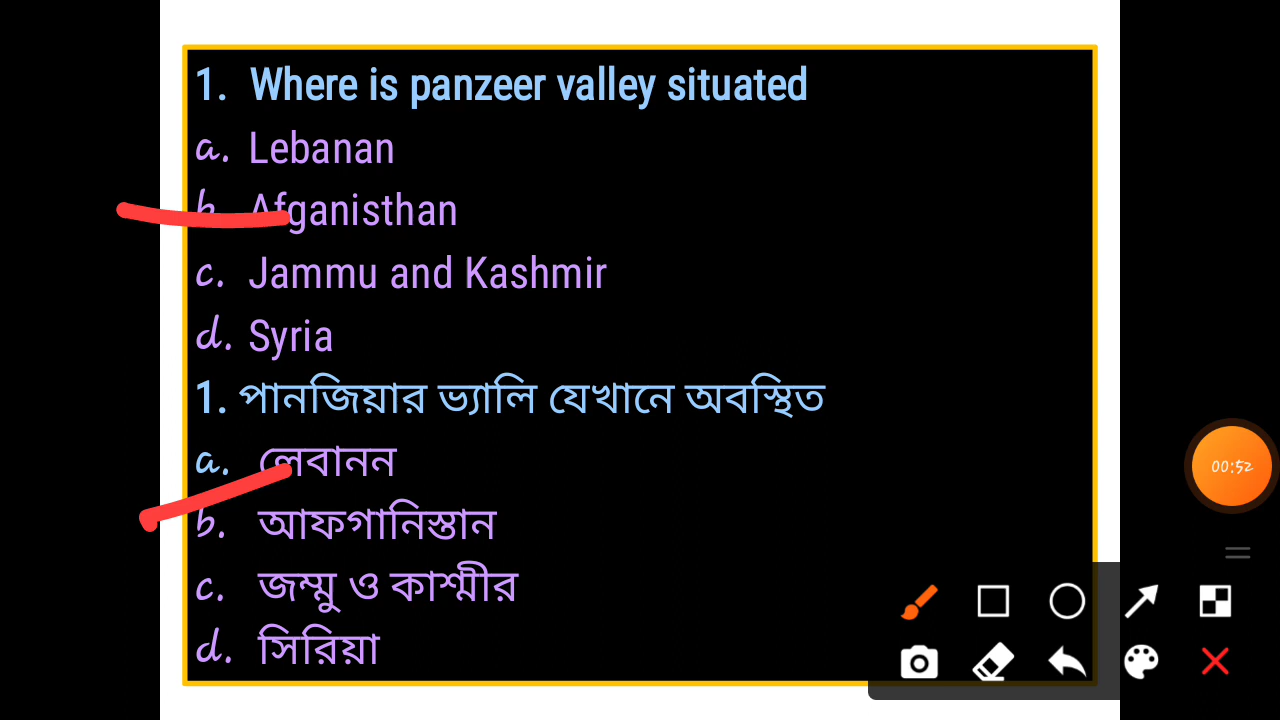 1. Where is panzeer valley situated
a. Lebanan
b. Afganisthan
c. Jammu and Kashmir
d. Syria
1. পানজিয়ার ভ্যালি যেখানে অবস্থিত
a. লেবানন
b. আফগানিস্তান
c. জম্মু ও কাশ্মীর
d. সিরিয়া
00:52